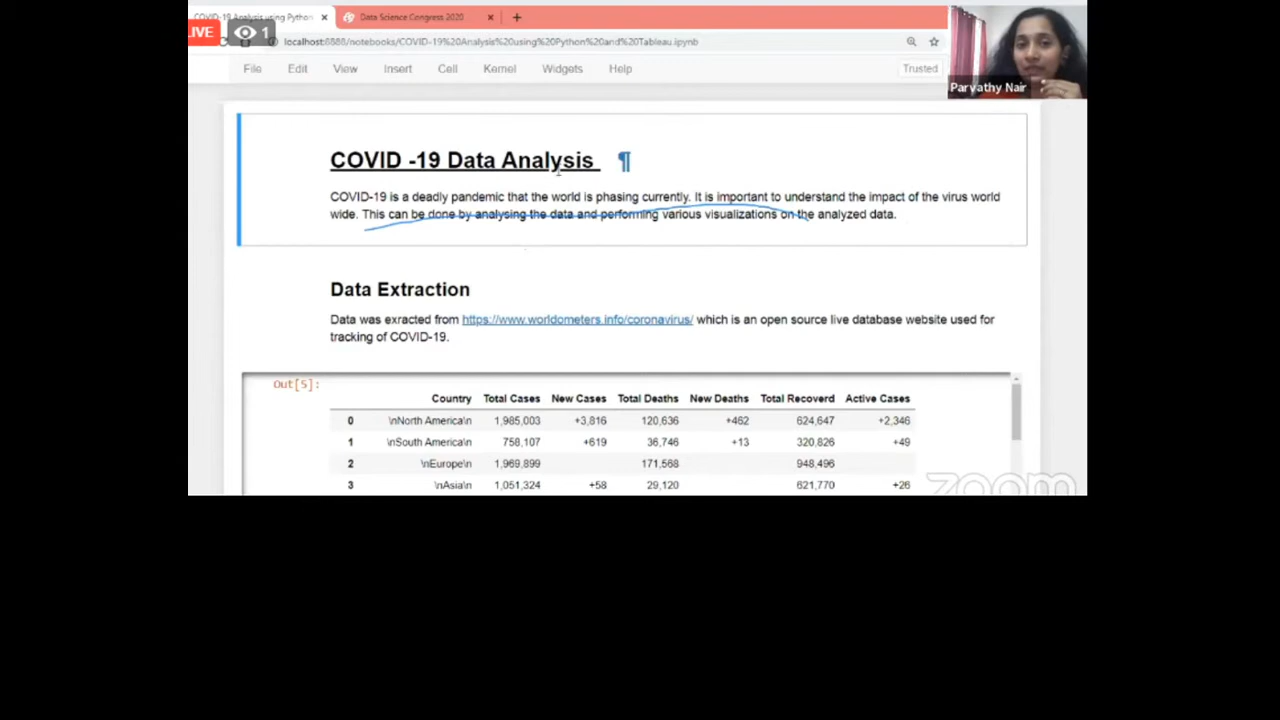 COVID-19 Analysis using Python
Data Science Congress 2020
LIVE 1
localhost:8888/notebooks/COVID-19%20Analysis%20using%20Python%20and%20Tableau.ipynb
File Edit View Insert Cell Kernel Widgets Help Trusted
Parvathy Nair
COVID -19 Data Analysis ¶
COVID-19 is a deadly pandemic that the world is phasing currently. It is important to understand the impact of the virus world
wide. This can be done by analysing the data and performing various visualizations on the analyzed data.
Data Extraction
Data was exracted from https://www.worldometers.info/coronavirus/ which is an open source live database website used for
tracking of COVID-19.
Out[5]:
Country Total Cases New Cases Total Deaths New Deaths Total Recoverd Active Cases
0 \nNorth America\n 1,985,003 +3,816 120,636 +462 624,647 +2,346
1 \nSouth America\n 758,107 +619 36,746 +13 320,826 +49
2 \nEurope\n 1,969,899 171,568 948,496
3 \nAsia\n 1,051,324 +58 29,120 621,770 +26
zoom